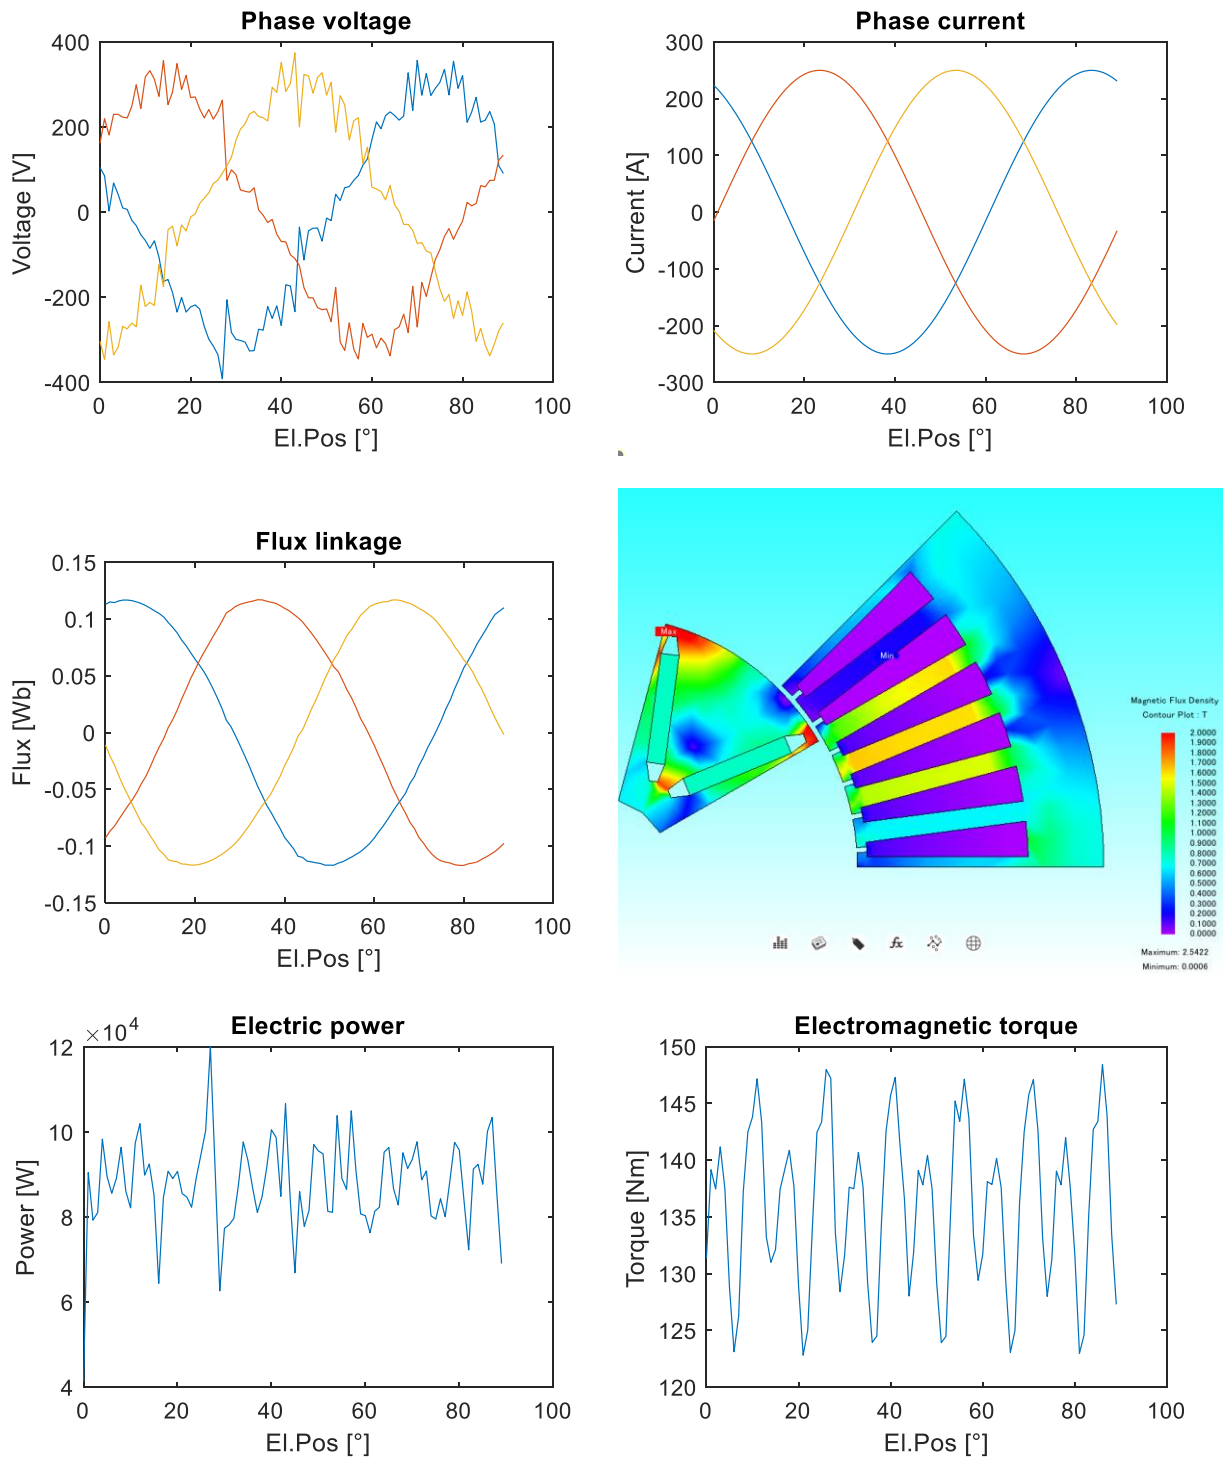 Phase voltage
400
200
0
-200
-400
Voltage [V]
0 20 40 60 80 100
El.Pos [°]
Phase current
300
200
100
0
-100
-200
-300
Current [A]
0 20 40 60 80 100
El.Pos [°]
Flux linkage
0.15
0.1
0.05
0
-0.05
-0.1
-0.15
Flux [Wb]
0 20 40 60 80 100
El.Pos [°]
Max
Min
Magnetic Flux Density
Contour Plot : T
2.0000
1.9000
1.8000
1.7000
1.6000
1.5000
1.4000
1.3000
1.2000
1.1000
1.0000
0.9000
0.8000
0.7000
0.6000
0.5000
0.4000
0.3000
0.2000
0.1000
0.0000
Maximum: 2.5422
Minimum: 0.0006
fx
Electric power
×10⁴
12
10
8
6
4
Power [W]
0 20 40 60 80 100
El.Pos [°]
Electromagnetic torque
150
145
140
135
130
125
120
Torque [Nm]
0 20 40 60 80 100
El.Pos [°]